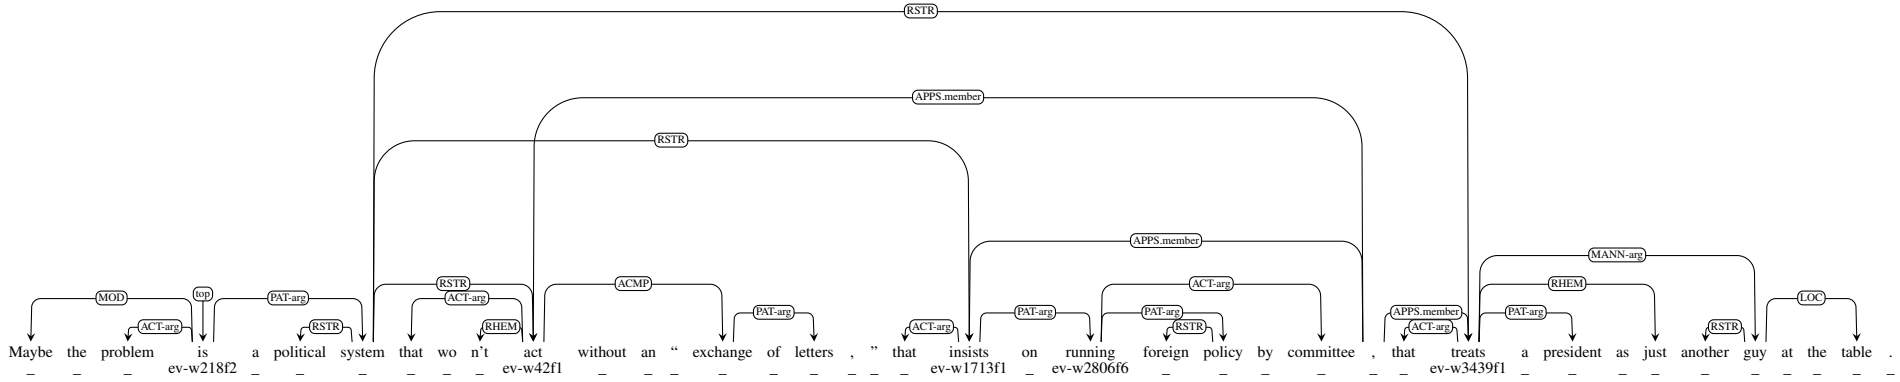 RSTR
APPS.member
RSTR
APPS.member
MANN-arg
RSTR ACMP ACT-arg RHEM
MOD top PAT-arg ACT-arg LOC
PAT-arg PAT-arg PAT-arg APPS.member PAT-arg
ACT-arg RSTR RHEM ACT-arg RSTR ACT-arg RSTR
Maybe the problem is a political system that wo n't act without an “ exchange of letters , ” that insists on running foreign policy by committee , that treats a president as just another guy at the table .
_ _ _ ev-w218f2 _ _ _ _ _ _ ev-w42f1 _ _ _ _ _ _ _ _ _ ev-w1713f1 _ ev-w2806f6 _ _ _ _ _ _ ev-w3439f1 _ _ _ _ _ _ _ _ _ _